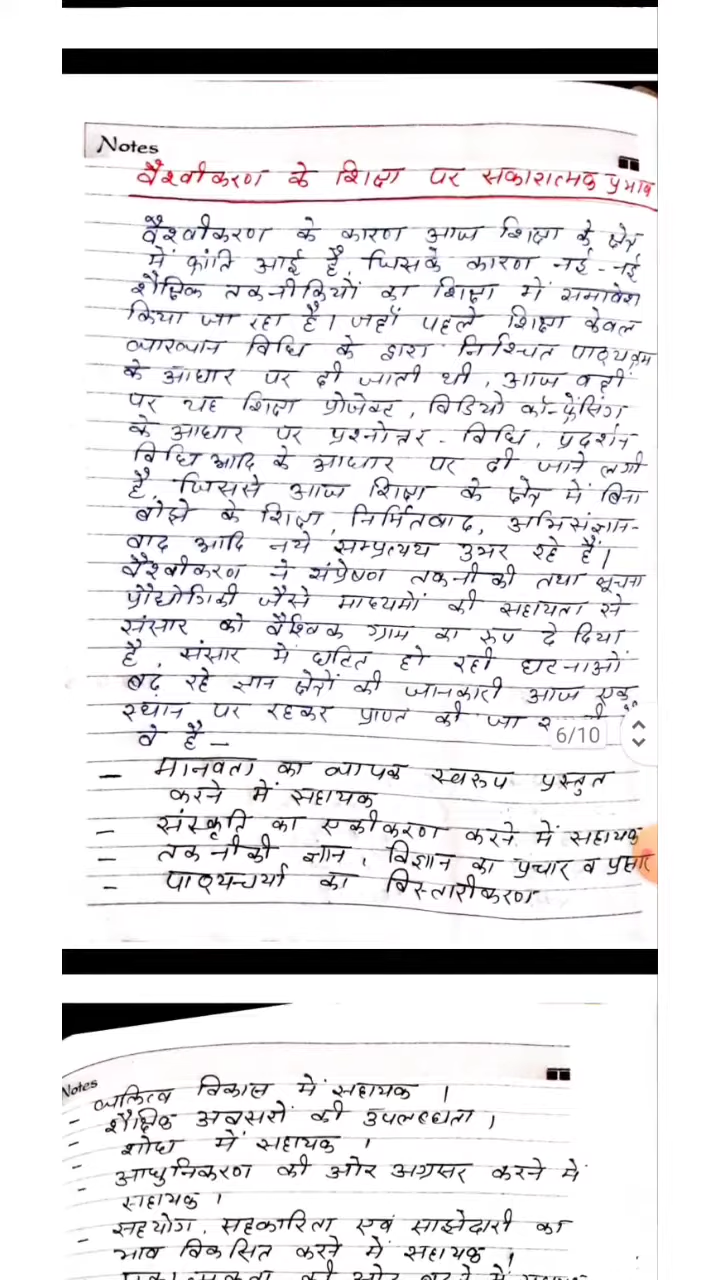 Notes
वैश्वीकरण के शिक्षा पर सकारात्मक प्रभाव
वैश्वीकरण के कारण आज शिक्षा के क्षेत्र
में क्रांति आई है, जिसके कारण नई-नई
शैक्षिक तकनीकियों का शिक्षा में समावेश
किया जा रहा है। जहाँ पहले शिक्षा केवल
व्याख्यान विधि के द्वारा निश्चित पाठ्यक्रम
के आधार पर दी जाती थी, आज वहीं
पर यह शिक्षा प्रोजेक्ट, विडियो कॉन्फ्रेंसिंग
के आधार पर प्रश्नोत्तर-विधि, प्रदर्शन
विधि आदि के आधार पर दी जाने लगी
है, जिससे आज शिक्षा के क्षेत्र में बिना
बोझे के शिक्षा, निर्मितवाद, अभिसंज्ञान-
वाद आदि नये सम्प्रत्यय उभर रहे हैं।
वैश्वीकरण ने संप्रेषण तकनीकी तथा सूचना
प्रौद्योगिकी जैसे माध्यमों की सहायता से
संसार को वैश्विक ग्राम का रूप दे दिया
है, संसार में घटित हो रही घटनाओं
बढ़ रहे ज्ञान क्षेत्रों की जानकारी आज एक
स्थान पर रहकर प्राप्त की जा
6/10
वे है –
– मानवता का व्यापक स्वरूप प्रस्तुत
करने में सहायक
– संस्कृति का एकीकरण करने में सहायक
– तकनीकी ज्ञान, विज्ञान का प्रचार व प्रसार
– पाठ्यचर्या का विस्तारीकरण
Notes
व्यक्तित्व विकास में सहायक।
– शैक्षिक अवसरों की उपलब्धता।
– शोध में सहायक।
– आधुनिकरण की ओर अग्रसर करने में
सहायक।
– सहयोग, सहकारिता एवं साझेदारी का
भाव विकसित करने में सहायक।